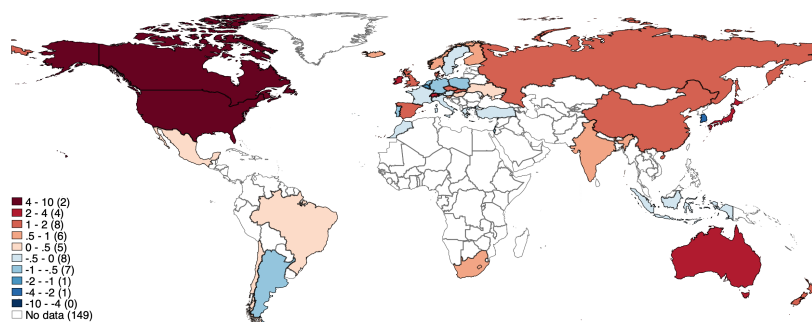 4 - 10 (2)
2 - 4 (4)
1 - 2 (8)
.5 - 1 (6)
0 - .5 (5)
-.5 - 0 (8)
-1 - -.5 (7)
-2 - -1 (1)
-4 - -2 (1)
-10 - -4 (0)
No data (149)